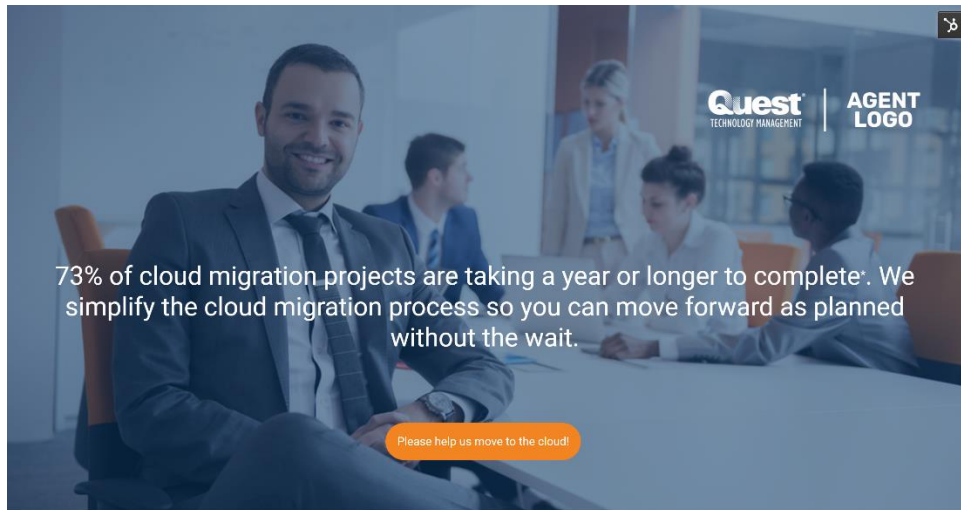 Quest®
TECHNOLOGY MANAGEMENT
AGENT
LOGO
73% of cloud migration projects are taking a year or longer to complete*. We
simplify the cloud migration process so you can move forward as planned
without the wait.
Please help us move to the cloud!